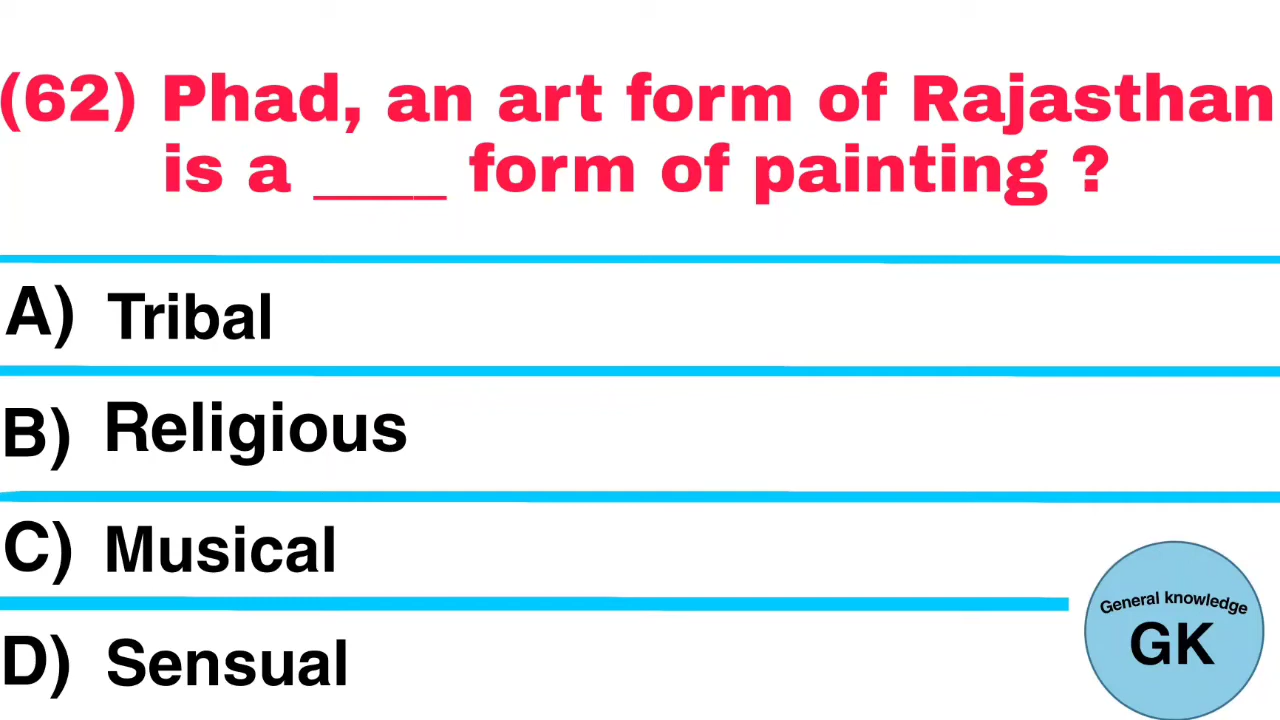 (62) Phad, an art form of Rajasthan
is a ____ form of painting ?
A) Tribal
B) Religious
C) Musical
D) Sensual
General knowledge
GK